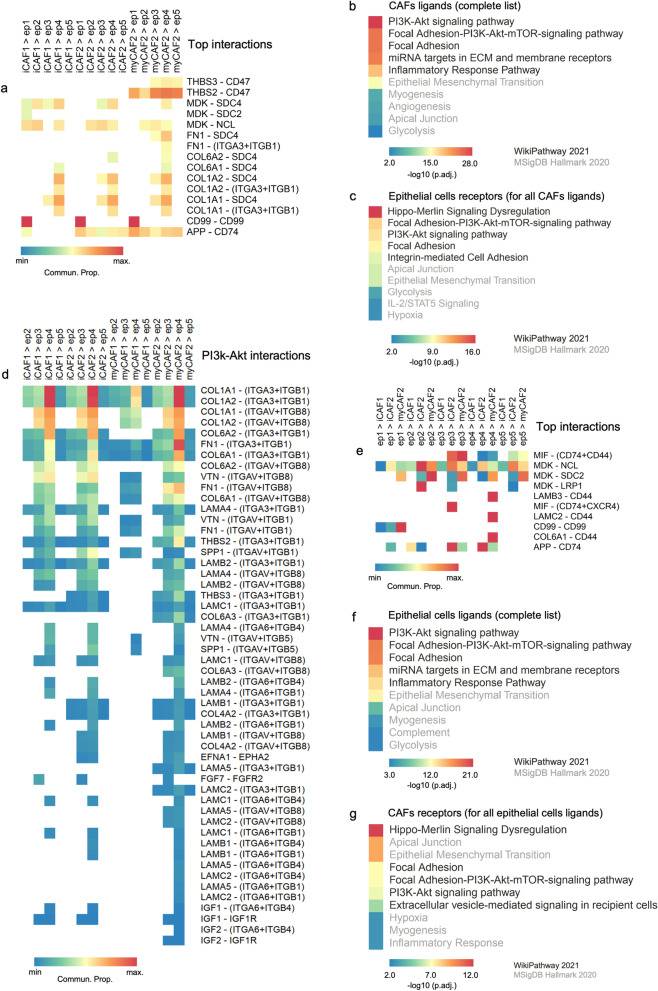 a
iCAF1 > ep1
iCAF1 > ep2
iCAF1 > ep3
iCAF1 > ep4
iCAF1 > ep5
iCAF2 > ep1
iCAF2 > ep2
iCAF2 > ep3
iCAF2 > ep4
iCAF2 > ep5
myCAF2 > ep1
myCAF2 > ep2
myCAF2 > ep3
myCAF2 > ep4
myCAF2 > ep5
Top interactions
THBS3 - CD47
THBS2 - CD47
MDK - SDC4
MDK - SDC2
MDK - NCL
FN1 - SDC4
FN1 - (ITGA3+ITGB1)
COL6A2 - SDC4
COL6A1 - SDC4
COL1A2 - SDC4
COL1A2 - (ITGA3+ITGB1)
COL1A1 - SDC4
COL1A1 - (ITGA3+ITGB1)
CD99 - CD99
APP - CD74
min
max.
Commun. Prop.
b
CAFs ligands (complete list)
PI3K-Akt signaling pathway
Focal Adhesion-PI3K-Akt-mTOR-signaling pathway
Focal Adhesion
miRNA targets in ECM and membrane receptors
Inflammatory Response Pathway
Epithelial Mesenchymal Transition
Myogenesis
Angiogenesis
Apical Junction
Glycolysis
2.0 15.0 28.0
-log10 (p.adj.)
WikiPathway 2021
MSigDB Hallmark 2020
c
Epithelial cells receptors (for all CAFs ligands)
Hippo-Merlin Signaling Dysregulation
Focal Adhesion-PI3K-Akt-mTOR-signaling pathway
PI3K-Akt signaling pathway
Focal Adhesion
Integrin-mediated Cell Adhesion
Apical Junction
Epithelial Mesenchymal Transition
Glycolysis
IL-2/STAT5 Signaling
Hypoxia
2.0 9.0 16.0
-log10 (p.adj.)
WikiPathway 2021
MSigDB Hallmark 2020
d
iCAF1 > ep2
iCAF1 > ep3
iCAF1 > ep4
iCAF1 > ep5
iCAF2 > ep2
iCAF2 > ep3
iCAF2 > ep4
iCAF2 > ep5
myCAF1 > ep2
myCAF1 > ep3
myCAF1 > ep4
myCAF1 > ep5
myCAF2 > ep2
myCAF2 > ep3
myCAF2 > ep4
myCAF2 > ep5
PI3k-Akt interactions
COL1A1 - (ITGA3+ITGB1)
COL1A2 - (ITGA3+ITGB1)
COL1A1 - (ITGAV+ITGB8)
COL1A2 - (ITGAV+ITGB8)
COL6A2 - (ITGA3+ITGB1)
FN1 - (ITGA3+ITGB1)
COL6A1 - (ITGA3+ITGB1)
COL6A2 - (ITGAV+ITGB8)
VTN - (ITGAV+ITGB8)
FN1 - (ITGAV+ITGB8)
COL6A1 - (ITGAV+ITGB8)
LAMA4 - (ITGA3+ITGB1)
VTN - (ITGAV+ITGB1)
FN1 - (ITGAV+ITGB1)
THBS2 - (ITGA3+ITGB1)
SPP1 - (ITGAV+ITGB1)
LAMB2 - (ITGA3+ITGB1)
LAMA4 - (ITGAV+ITGB8)
LAMB2 - (ITGAV+ITGB8)
THBS3 - (ITGA3+ITGB1)
LAMC1 - (ITGA3+ITGB1)
COL6A3 - (ITGA3+ITGB1)
LAMA4 - (ITGA6+ITGB4)
VTN - (ITGAV+ITGB5)
SPP1 - (ITGAV+ITGB5)
LAMC1 - (ITGAV+ITGB8)
COL6A3 - (ITGAV+ITGB8)
LAMB2 - (ITGA6+ITGB4)
LAMA4 - (ITGA6+ITGB1)
LAMB1 - (ITGA3+ITGB1)
COL4A2 - (ITGA3+ITGB1)
LAMB2 - (ITGA6+ITGB1)
LAMB1 - (ITGAV+ITGB8)
COL4A2 - (ITGAV+ITGB8)
EFNA1 - EPHA2
LAMA5 - (ITGA3+ITGB1)
FGF7 - FGFR2
LAMC2 - (ITGA3+ITGB1)
LAMC1 - (ITGA6+ITGB4)
LAMA5 - (ITGAV+ITGB8)
LAMC2 - (ITGAV+ITGB8)
LAMC1 - (ITGA6+ITGB1)
LAMB1 - (ITGA6+ITGB4)
LAMB1 - (ITGA6+ITGB1)
LAMA5 - (ITGA6+ITGB4)
LAMC2 - (ITGA6+ITGB4)
LAMA5 - (ITGA6+ITGB1)
LAMC2 - (ITGA6+ITGB1)
IGF1 - (ITGA6+ITGB4)
IGF1 - IGF1R
IGF2 - (ITGA6+ITGB4)
IGF2 - IGF1R
min
max.
Commun. Prop.
e
ep1 > iCAF1
ep1 > iCAF2
ep1 > myCAF2
ep2 > iCAF1
ep2 > iCAF2
ep2 > myCAF2
ep3 > iCAF1
ep3 > iCAF2
ep3 > myCAF2
ep4 > iCAF1
ep4 > iCAF2
ep4 > myCAF2
ep5 > iCAF1
ep5 > iCAF2
ep5 > myCAF2
Top interactions
MIF - (CD74+CD44)
MDK - NCL
MDK - SDC2
MDK - LRP1
LAMB3 - CD44
MIF - (CD74+CXCR4)
LAMC2 - CD44
CD99 - CD99
COL6A1 - CD44
APP - CD74
min
max.
Commun. Prop.
f
Epithelial cells ligands (complete list)
PI3K-Akt signaling pathway
Focal Adhesion-PI3K-Akt-mTOR-signaling pathway
Focal Adhesion
miRNA targets in ECM and membrane receptors
Inflammatory Response Pathway
Epithelial Mesenchymal Transition
Apical Junction
Myogenesis
Complement
Glycolysis
3.0 12.0 21.0
-log10 (p.adj.)
WikiPathway 2021
MSigDB Hallmark 2020
g
CAFs receptors (for all epithelial cells ligands)
Hippo-Merlin Signaling Dysregulation
Apical Junction
Epithelial Mesenchymal Transition
Focal Adhesion
Focal Adhesion-PI3K-Akt-mTOR-signaling pathway
PI3K-Akt signaling pathway
Extracellular vesicle-mediated signaling in recipient cells
Hypoxia
Myogenesis
Inflammatory Response
2.0 7.0 12.0
-log10 (p.adj.)
WikiPathway 2021
MSigDB Hallmark 2020